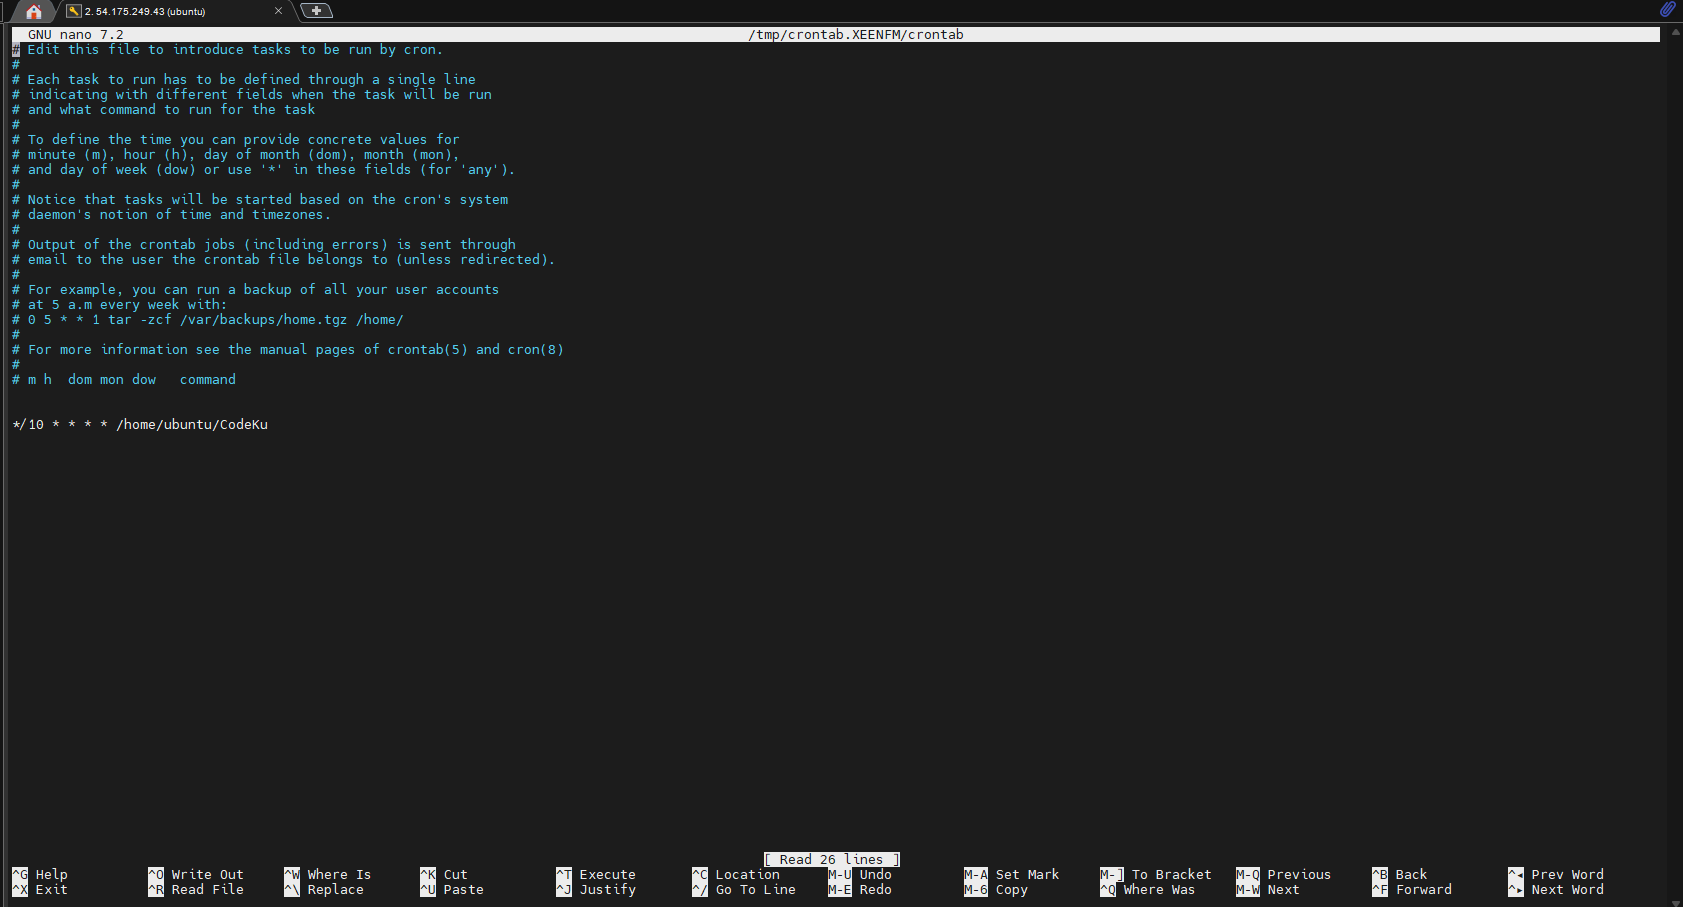 2. 54.175.249.43 (ubuntu)
GNU nano 7.2 /tmp/crontab.XEENFM/crontab
# Edit this file to introduce tasks to be run by cron.
#
# Each task to run has to be defined through a single line
# indicating with different fields when the task will be run
# and what command to run for the task
#
# To define the time you can provide concrete values for
# minute (m), hour (h), day of month (dom), month (mon),
# and day of week (dow) or use '*' in these fields (for 'any').
#
# Notice that tasks will be started based on the cron's system
# daemon's notion of time and timezones.
#
# Output of the crontab jobs (including errors) is sent through
# email to the user the crontab file belongs to (unless redirected).
#
# For example, you can run a backup of all your user accounts
# at 5 a.m every week with:
# 0 5 * * 1 tar -zcf /var/backups/home.tgz /home/
#
# For more information see the manual pages of crontab(5) and cron(8)
#
# m h  dom mon dow   command
*/10 * * * * /home/ubuntu/CodeKu
[ Read 26 lines ]
^G Help ^O Write Out ^W Where Is ^K Cut ^T Execute ^C Location M-U Undo M-A Set Mark M-] To Bracket M-Q Previous ^B Back ^◂ Prev Word
^X Exit ^R Read File ^\ Replace ^U Paste ^J Justify ^/ Go To Line M-E Redo M-6 Copy ^Q Where Was M-W Next ^F Forward ^▸ Next Word